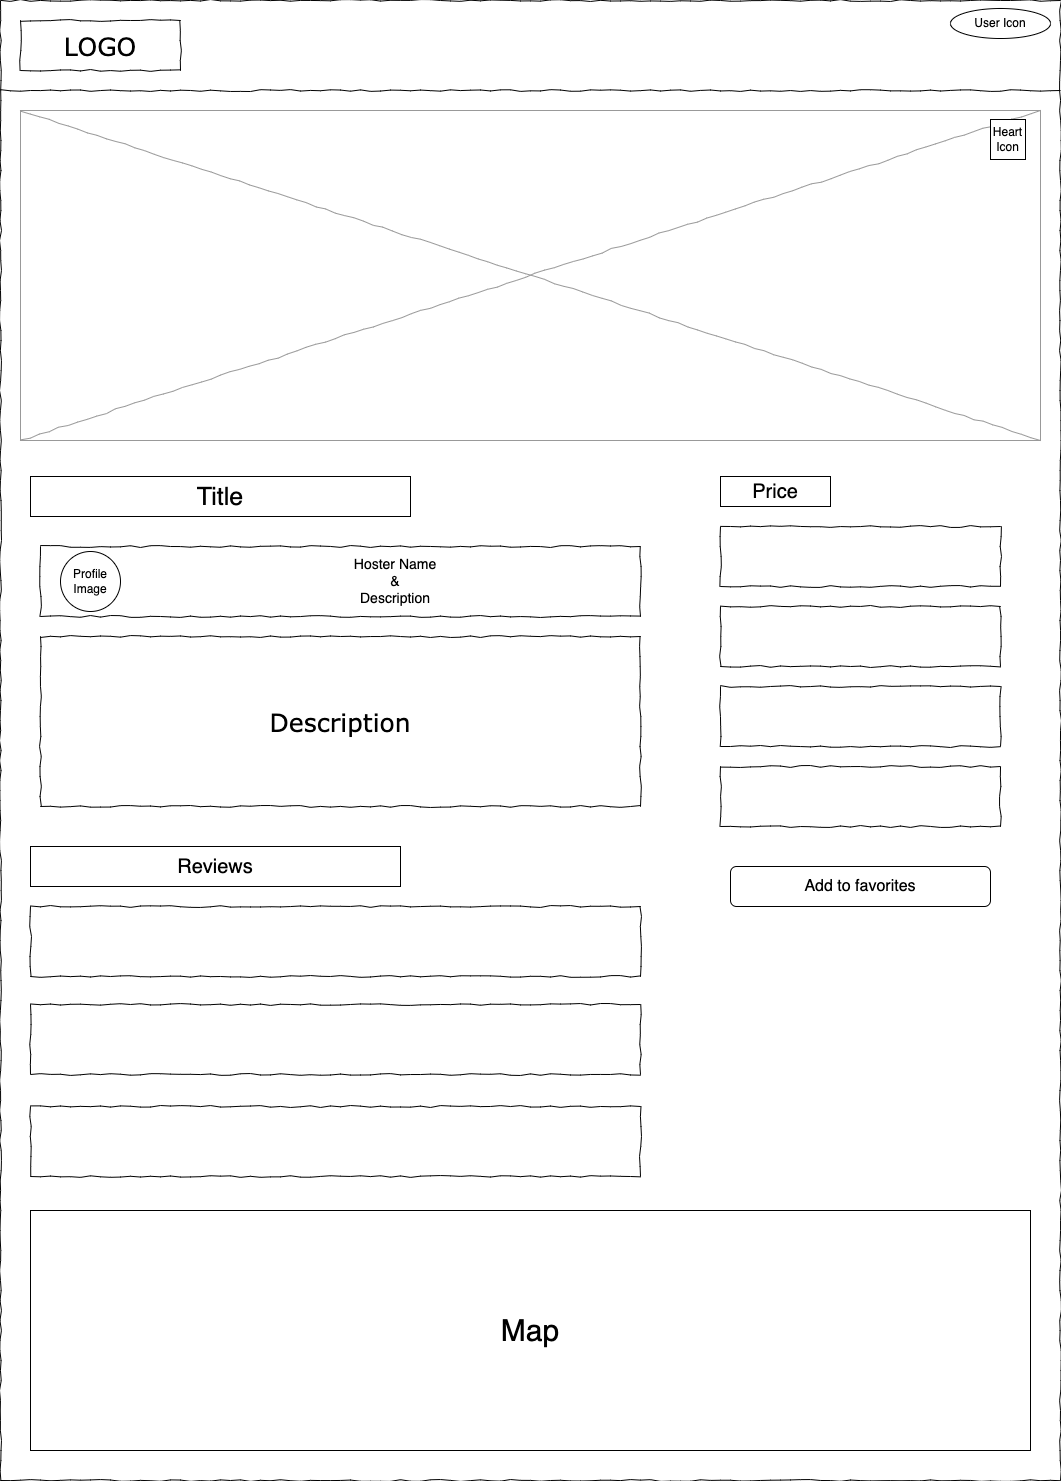 LOGO
User Icon
Heart
Icon
Title
Price
Profile
Image
Hoster Name
&
Description
Description
Reviews
Add to favorites
Map